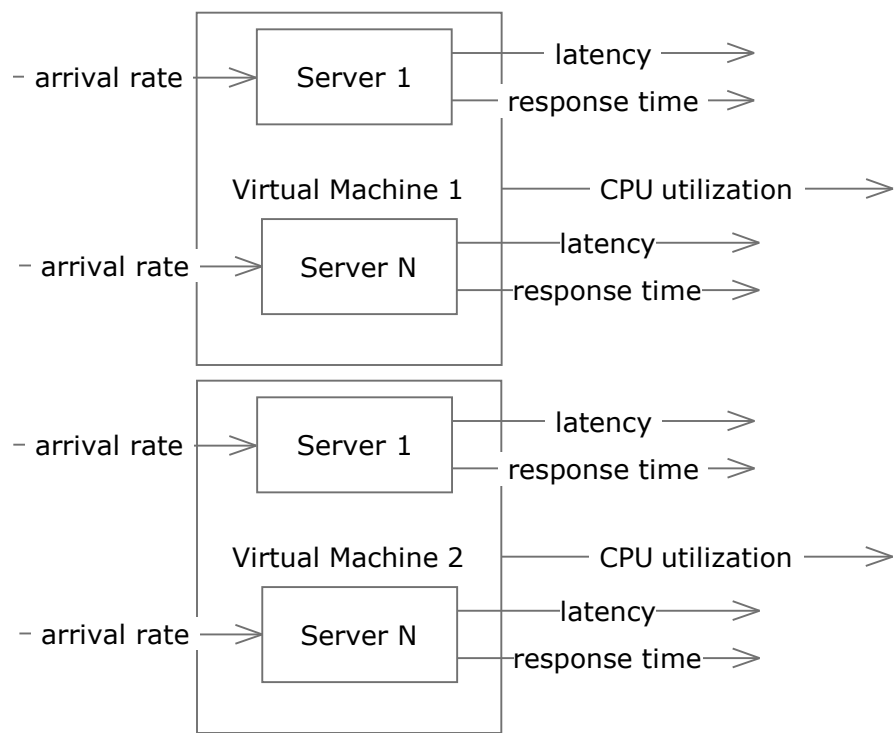 latency
arrival rate
Server 1
response time
Virtual Machine 1
CPU utilization
latency
arrival rate
Server N
response time
latency
arrival rate
Server 1
response time
Virtual Machine 2
CPU utilization
latency
arrival rate
Server N
response time